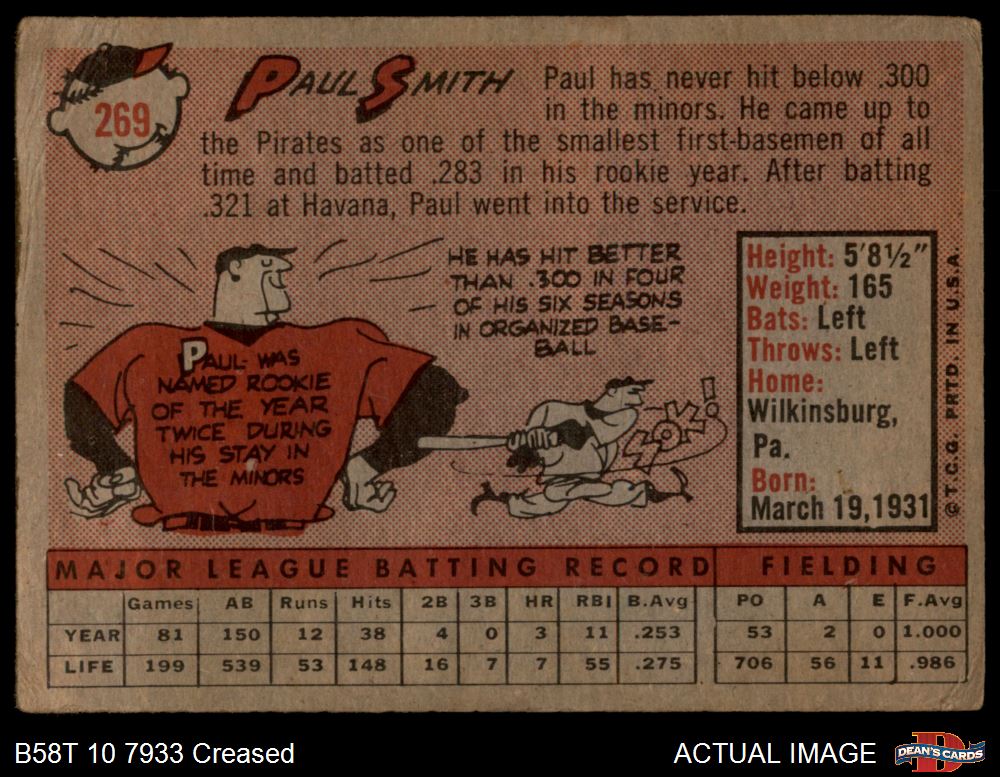 269
PAUL SMITH
Paul has never hit below .300
in the minors. He came up to
the Pirates as one of the smallest first-basemen of all
time and batted .283 in his rookie year. After batting
.321 at Havana, Paul went into the service.
HE HAS HIT BETTER
THAN .300 IN FOUR
OF HIS SIX SEASONS
IN ORGANIZED BASE-
BALL
PAUL WAS
NAMED ROOKIE
OF THE YEAR
TWICE DURING
HIS STAY IN
THE MINORS
SOK!
Height: 5'8½"
Weight: 165
Bats: Left
Throws: Left
Home:
Wilkinsburg,
Pa.
Born:
March 19,1931
© T.C.G. PRTD. IN U.S.A.
MAJOR LEAGUE BATTING RECORD FIELDING
Games AB Runs Hits 2B 3B HR RBI B.Avg PO A E F.Avg
YEAR 81 150 12 38 4 0 3 11 .253 53 2 0 1.000
LIFE 199 539 53 148 16 7 7 55 .275 706 56 11 .986
B58T 10 7933 Creased ACTUAL IMAGE DEAN'S CARDS